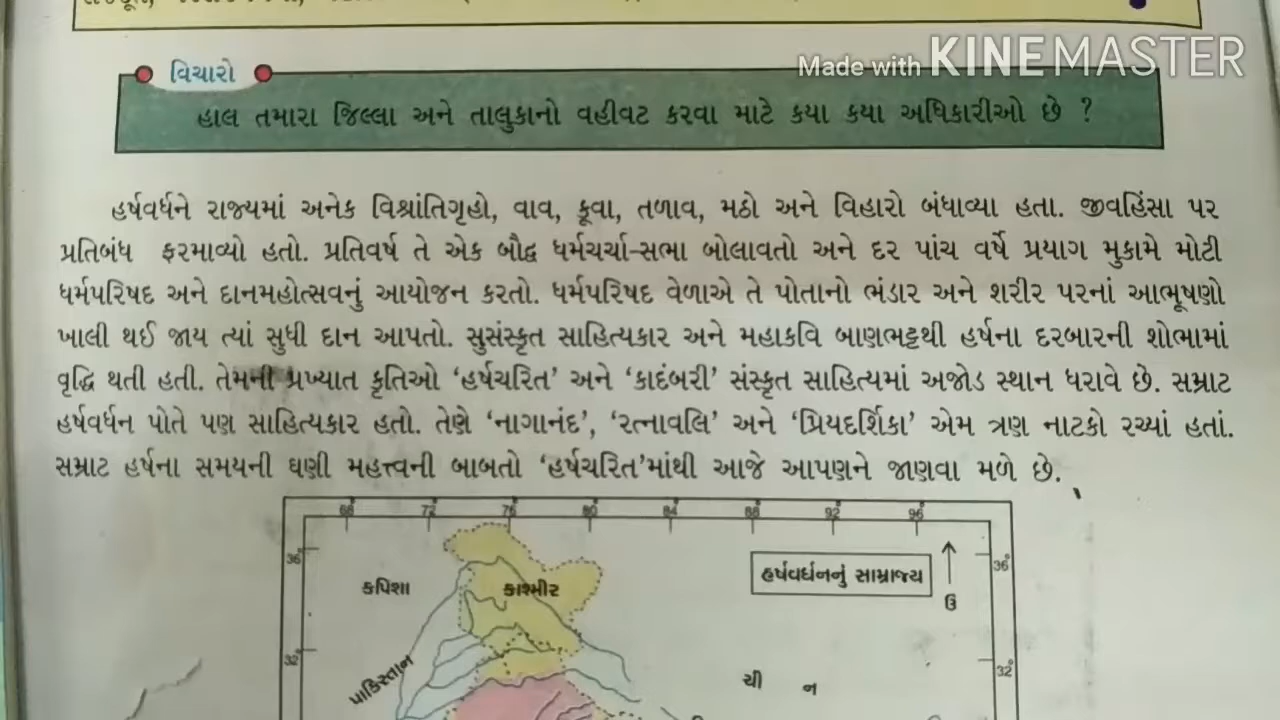 Made with KINEMASTER
વિચારો
હાલ તમારા જિલ્લા અને તાલુકાનો વહીવટ કરવા માટે કયા કયા અધિકારીઓ છે ?
હર્ષવર્ધને રાજ્યમાં અનેક વિશ્રાંતિગૃહો, વાવ, કૂવા, તળાવ, મઠો અને વિહારો બંધાવ્યા હતા. જીવહિંસા પર
પ્રતિબંધ ફરમાવ્યો હતો. પ્રતિવર્ષ તે એક બૌદ્ધ ધર્મચર્ચા-સભા બોલાવતો અને દર પાંચ વર્ષે પ્રયાગ મુકામે મોટી
ધર્મપરિષદ અને દાનમહોત્સવનું આયોજન કરતો. ધર્મપરિષદ વેળાએ તે પોતાનો ભંડાર અને શરીર પરનાં આભૂષણો
ખાલી થઈ જાય ત્યાં સુધી દાન આપતો. સુસંસ્કૃત સાહિત્યકાર અને મહાકવિ બાણભટ્ટથી હર્ષના દરબારની શોભામાં
વૃદ્ધિ થતી હતી. તેમની પ્રખ્યાત કૃતિઓ ‘હર્ષચરિત’ અને ‘કાદંબરી’ સંસ્કૃત સાહિત્યમાં અજોડ સ્થાન ધરાવે છે. સમ્રાટ
હર્ષવર્ધન પોતે પણ સાહિત્યકાર હતો. તેણે ‘નાગાનંદ’, ‘રત્નાવલિ’ અને ‘પ્રિયદર્શિકા’ એમ ત્રણ નાટકો રચ્યાં હતાં.
સમ્રાટ હર્ષના સમયની ઘણી મહત્ત્વની બાબતો ‘હર્ષચરિત’માંથી આજે આપણને જાણવા મળે છે.
68 72 76 80 84 88 92 96
36° 36°
કપિશા કાશ્મીર હર્ષવર્ધનનું સામ્રાજ્ય
ઉ
32° 32°
પાકિસ્તાન ચી ન